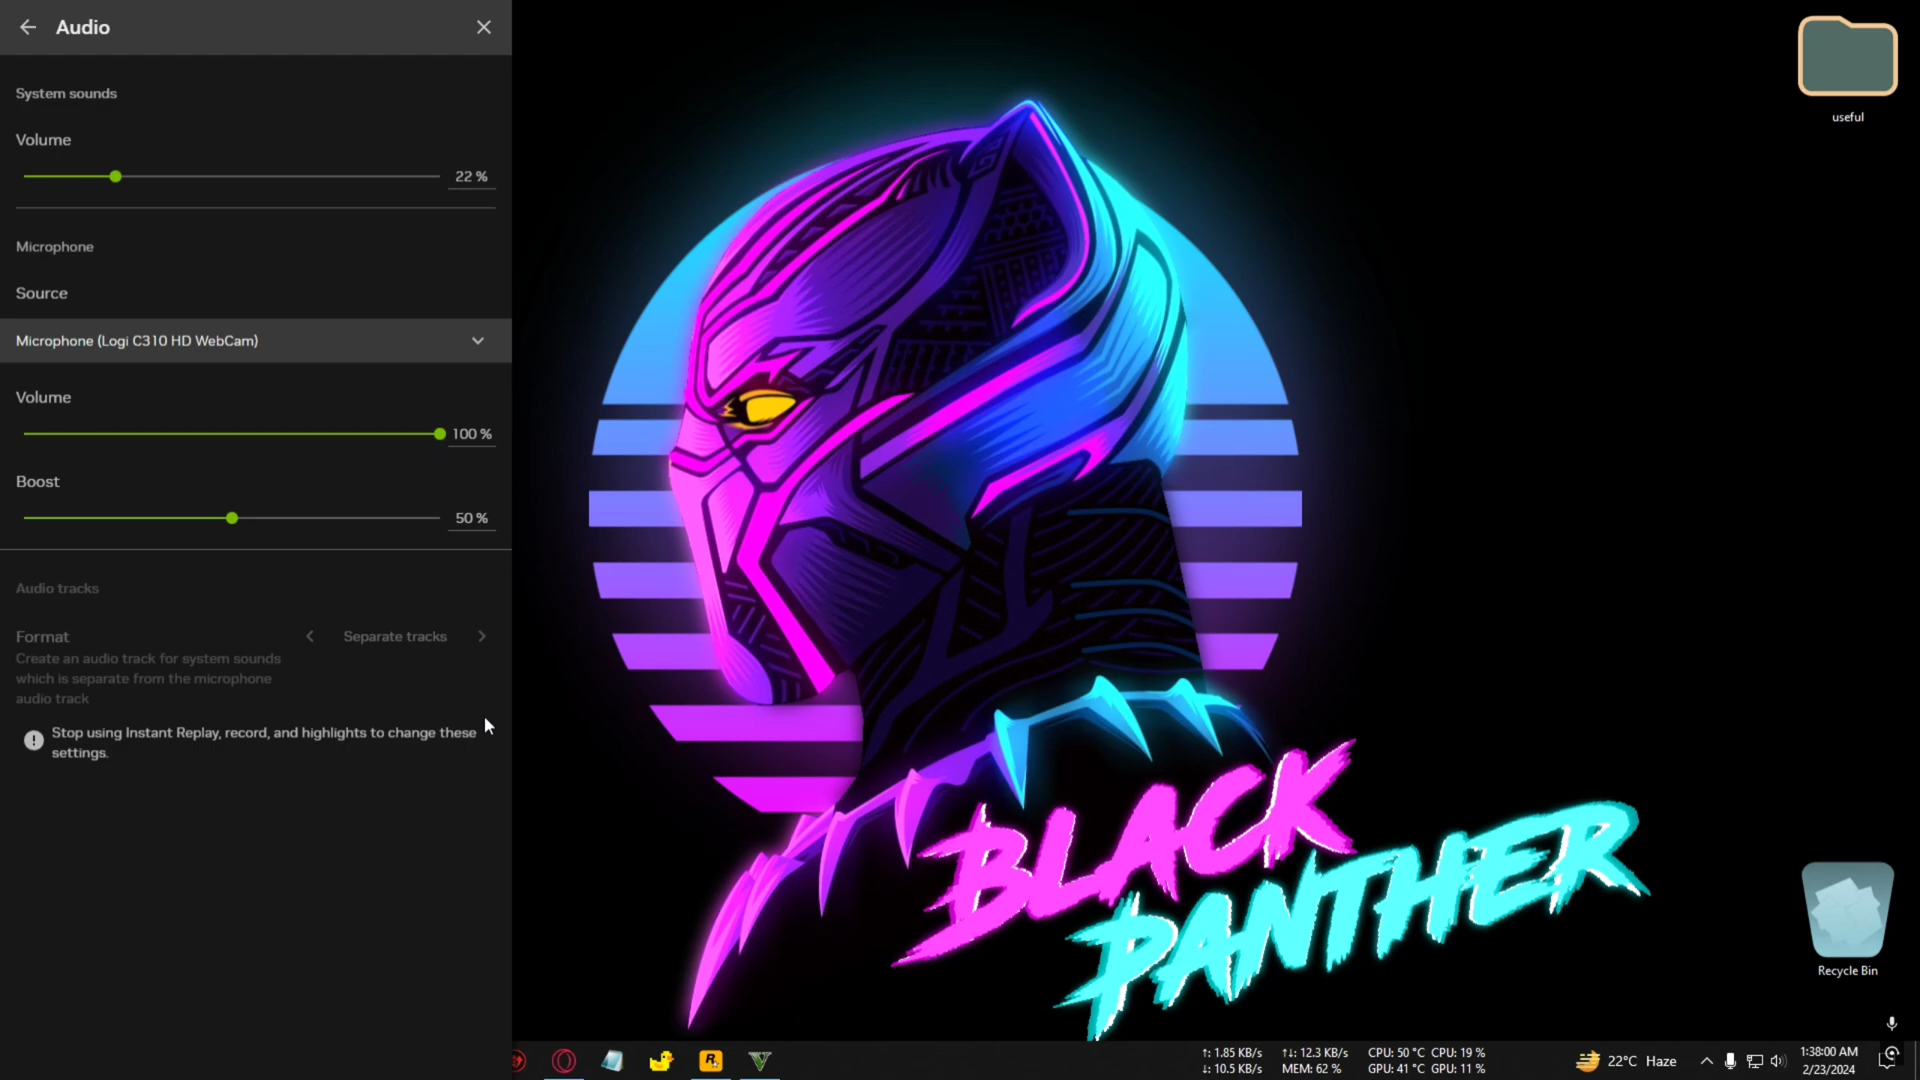 Audio
System sounds
Volume
22 %
Microphone
Source
Microphone (Logi C310 HD WebCam)
Volume
100 %
Boost
50 %
Audio tracks
Format
Separate tracks
Create an audio track for system sounds
which is separate from the microphone
audio track
Stop using Instant Replay, record, and highlights to change these
settings.
useful
BLACK
PANTHER
Recycle Bin
↑: 1.85 KB/s
↓: 10.5 KB/s
↑↓: 12.3 KB/s
MEM: 62 %
CPU: 50 °C CPU: 19 %
GPU: 41 °C GPU: 11 %
22°C Haze
1:38:00 AM
2/23/2024